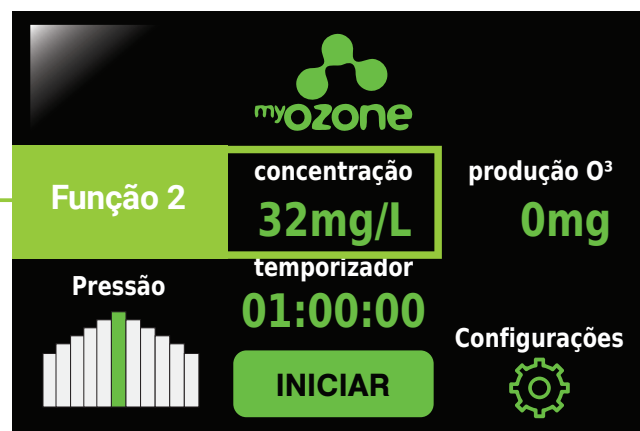 myozone
Função 2
concentração
32mg/L
produção O³
0mg
Pressão
temporizador
01:00:00
INICIAR
Configurações